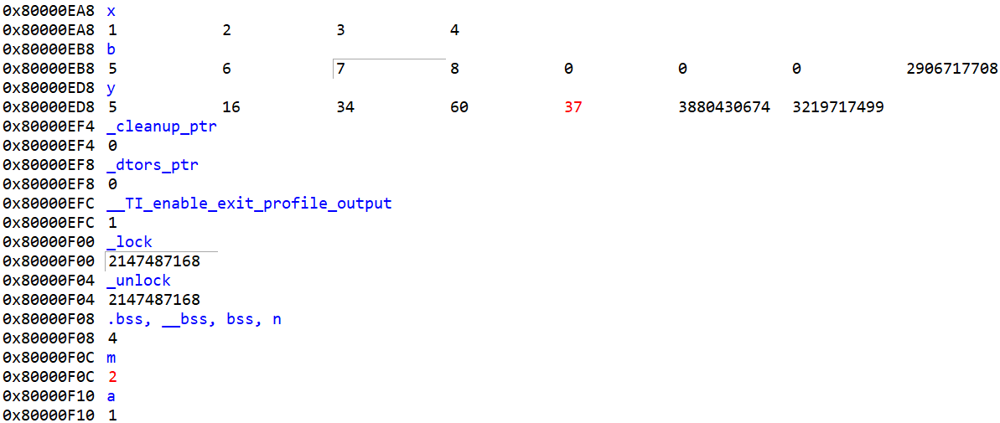 0x80000EA8 x
0x80000EA8 1 2 3 4
0x80000EB8 b
0x80000EB8 5 6 7 8 0 0 0 2906717708
0x80000ED8 y
0x80000ED8 5 16 34 60 37 3880430674 3219717499
0x80000EF4 _cleanup_ptr
0x80000EF4 0
0x80000EF8 _dtors_ptr
0x80000EF8 0
0x80000EFC __TI_enable_exit_profile_output
0x80000EFC 1
0x80000F00 _lock
0x80000F00 2147487168
0x80000F04 _unlock
0x80000F04 2147487168
0x80000F08 .bss, __bss, bss, n
0x80000F08 4
0x80000F0C m
0x80000F0C 2
0x80000F10 a
0x80000F10 1